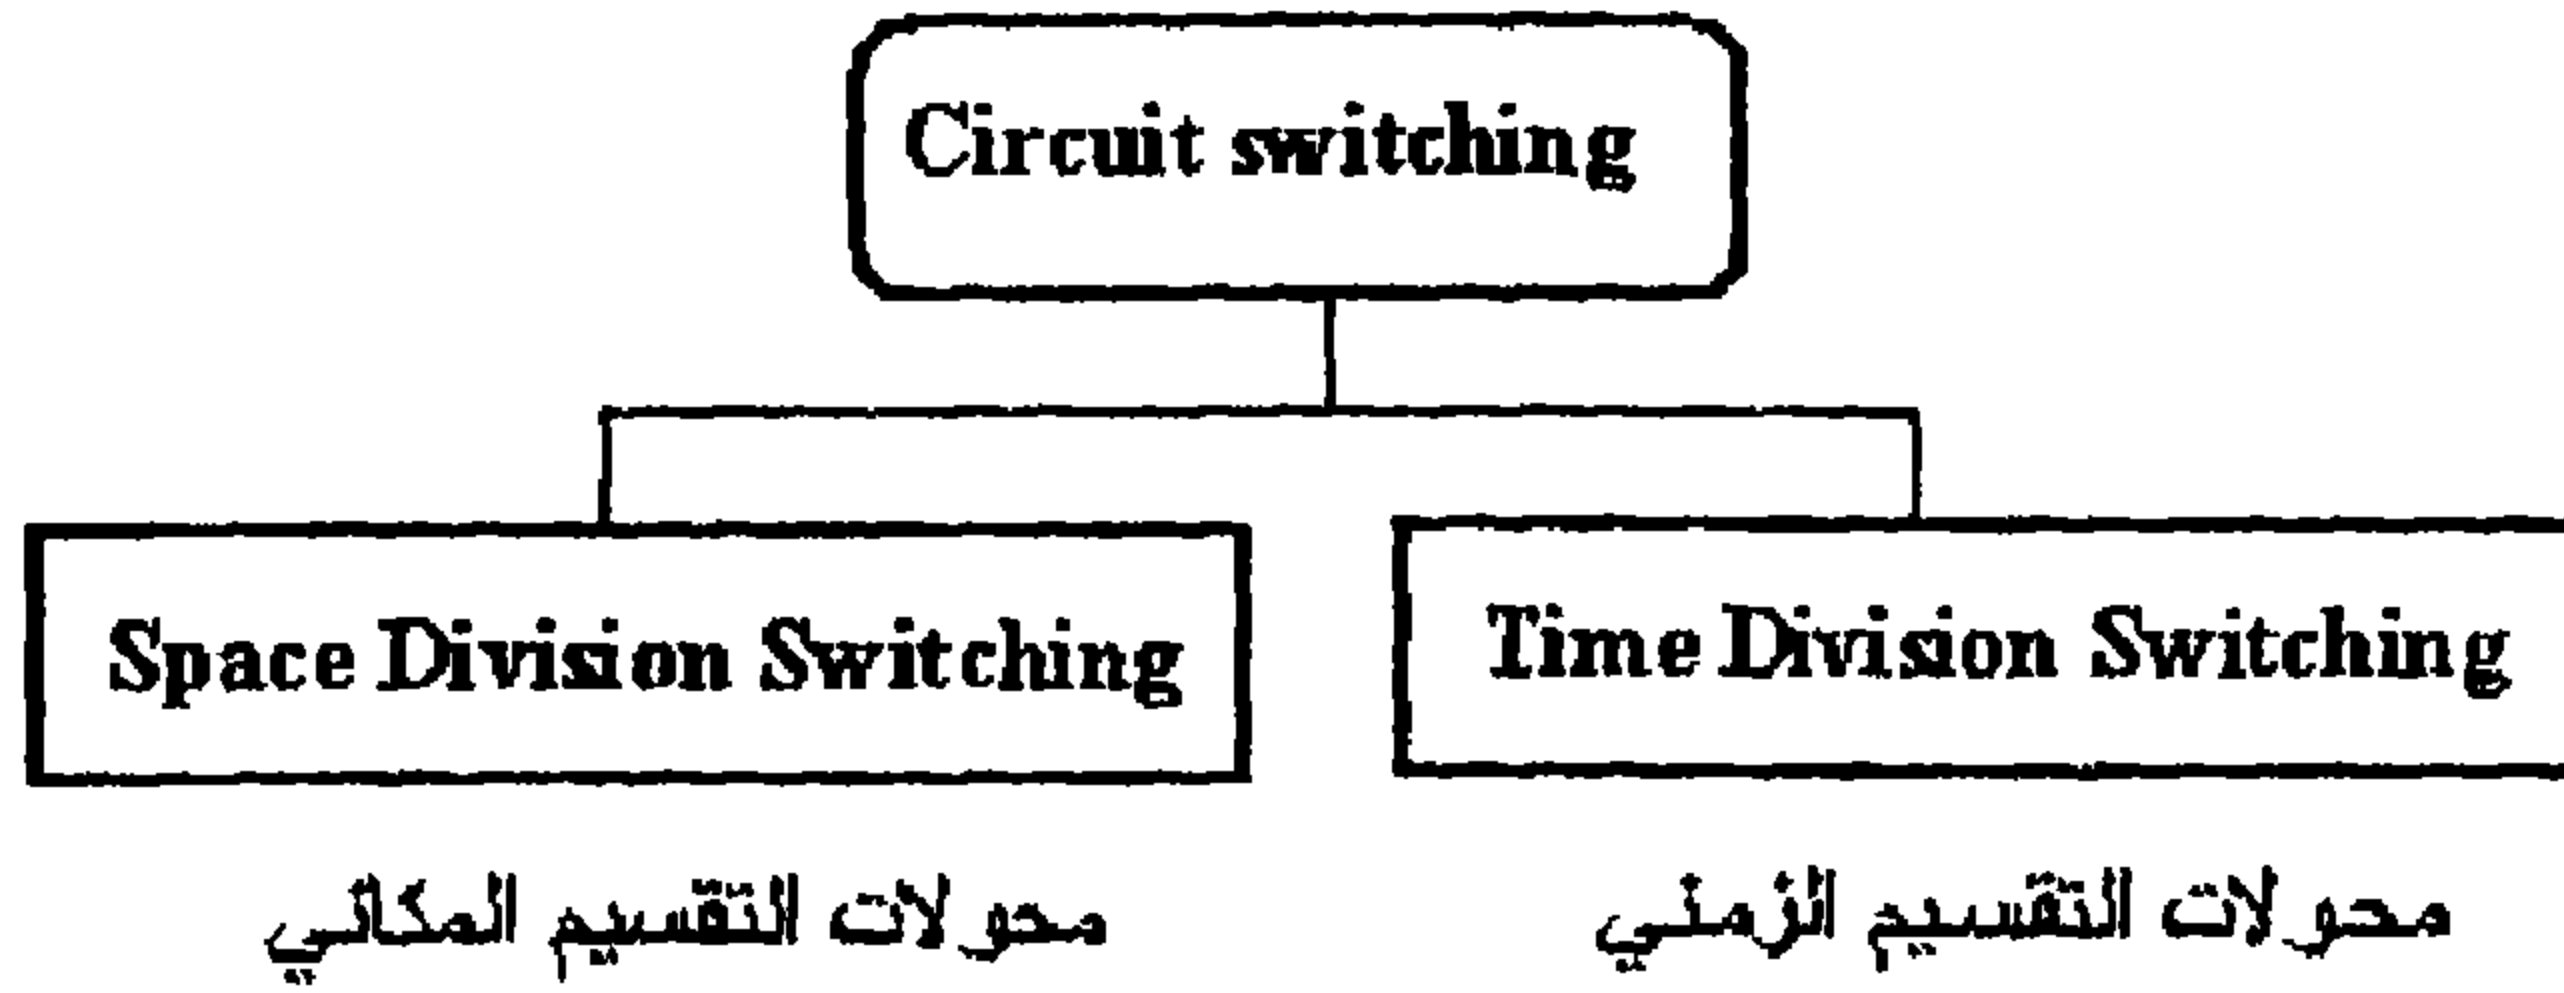 Circuit switching
Space Division Switching
Time Division Switching
محولات التقسيم المكاني
محولات التقسيم الزمني